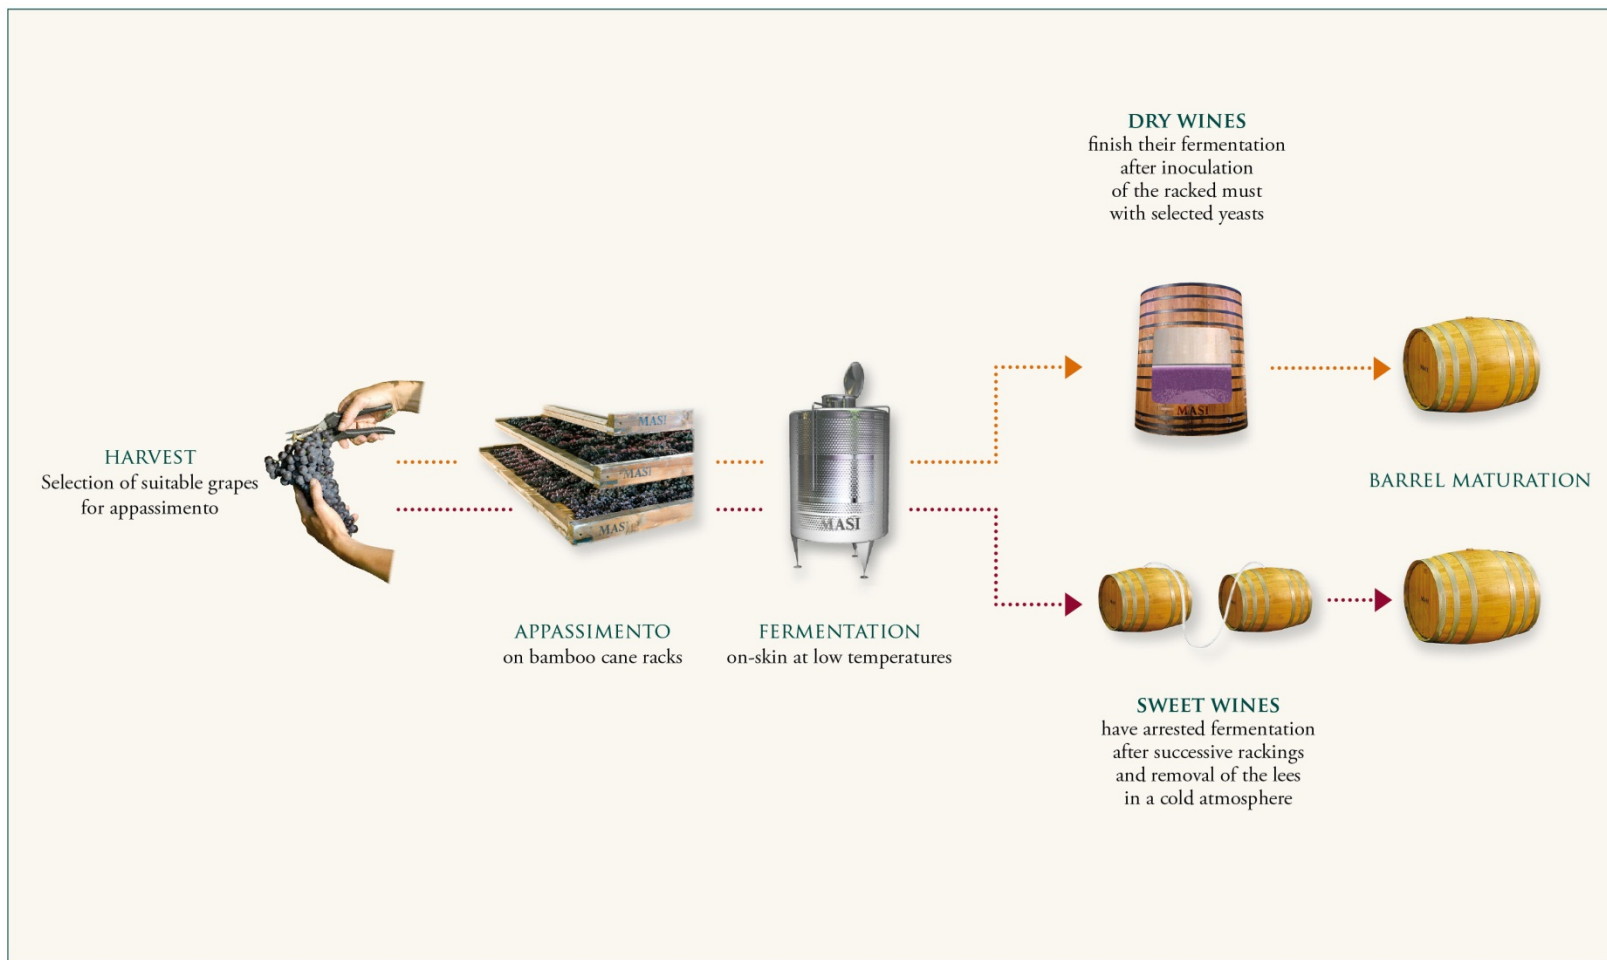 HARVEST
Selection of suitable grapes
for appassimento
MASI
MASI
MASI
APPASSIMENTO
on bamboo cane racks
MASI
FERMENTATION
on-skin at low temperatures
DRY WINES
finish their fermentation
after inoculation
of the racked must
with selected yeasts
MASI
SWEET WINES
have arrested fermentation
after successive rackings
and removal of the lees
in a cold atmosphere
BARREL MATURATION